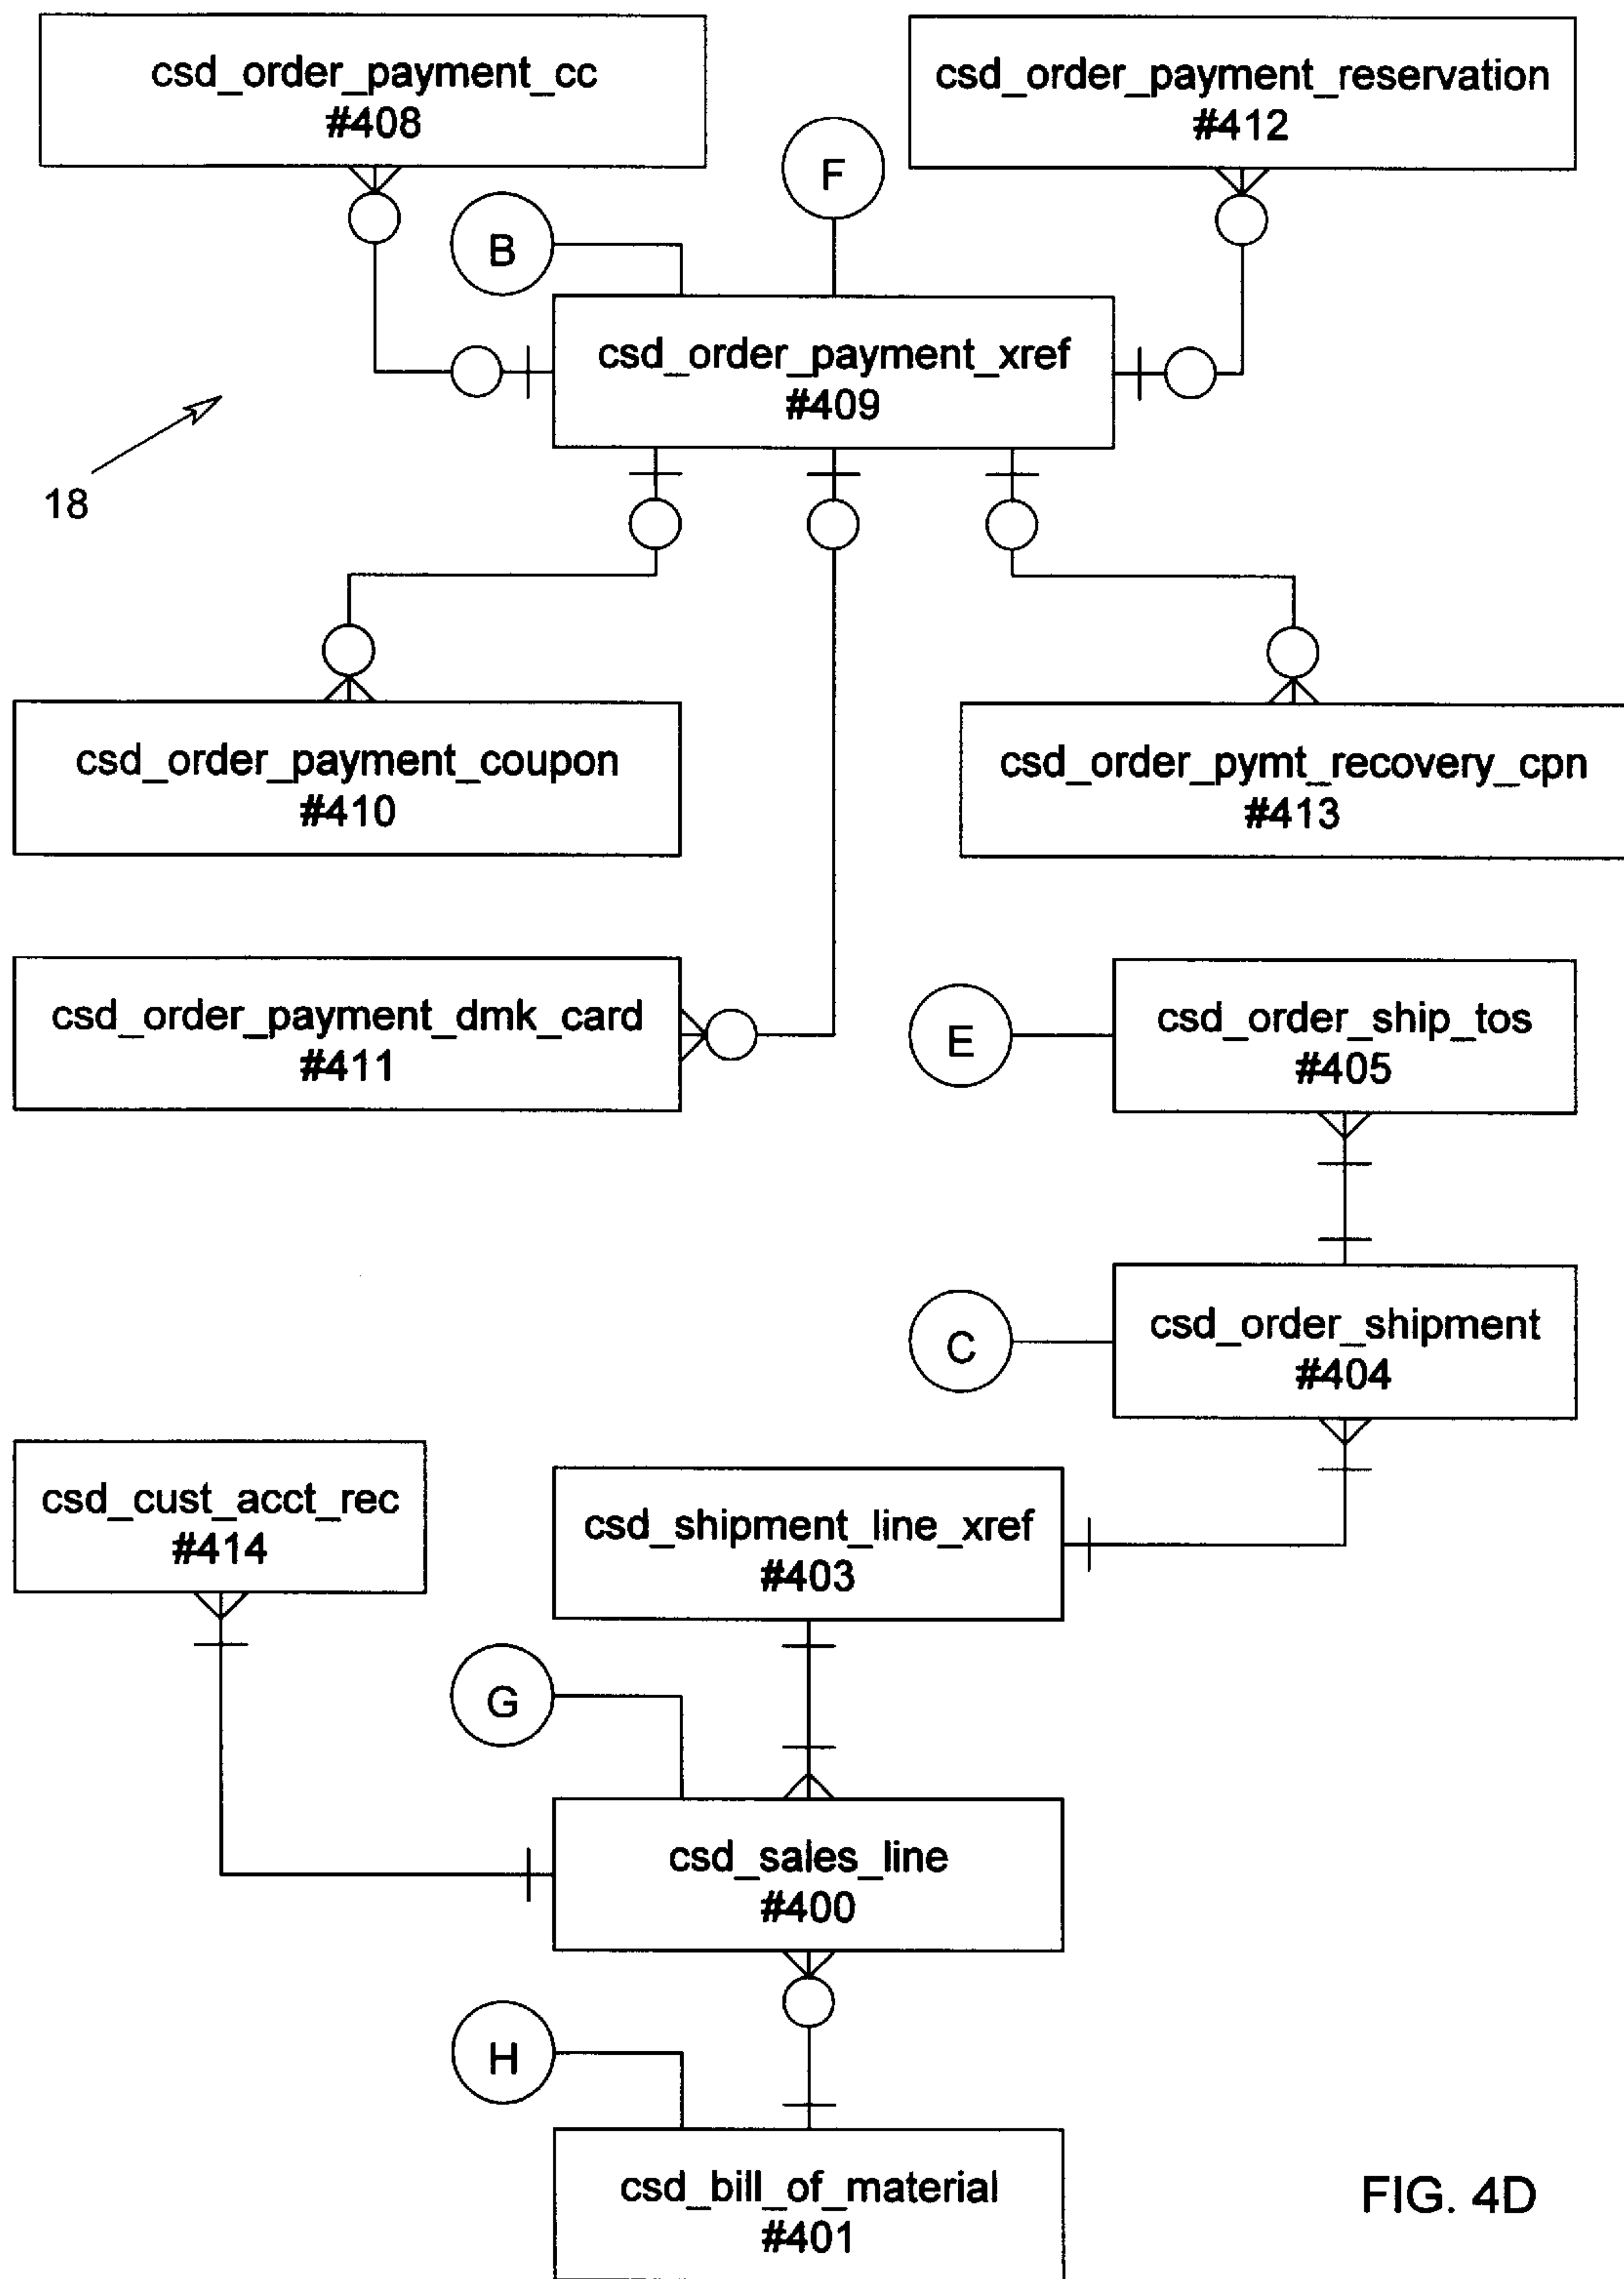 csd_order_payment_cc
#408
csd_order_payment_reservation
#412
F
B
csd_order_payment_xref
#409
18
csd_order_payment_coupon
#410
csd_order_pymt_recovery_cpn
#413
csd_order_payment_dmk_card
#411
E
csd_order_ship_tos
#405
C
csd_order_shipment
#404
csd_cust_acct_rec
#414
csd_shipment_line_xref
#403
G
csd_sales_line
#400
H
csd_bill_of_material
#401
FIG. 4D